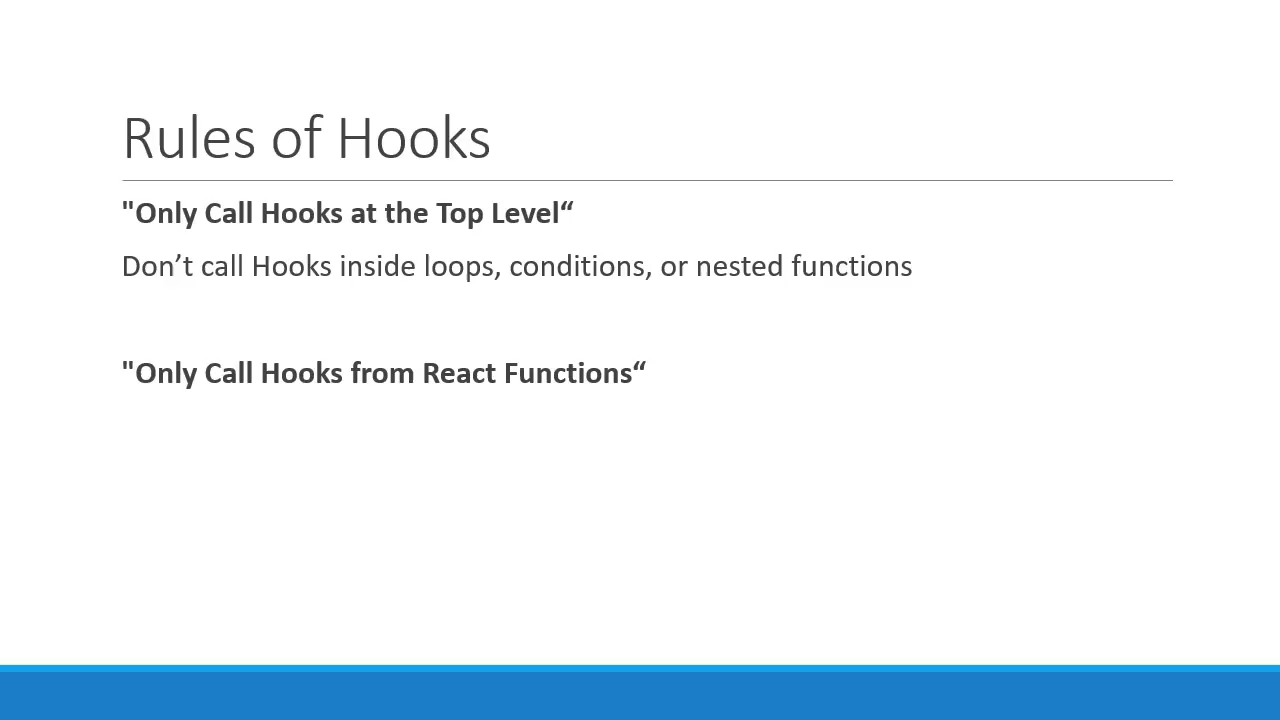 Rules of Hooks
"Only Call Hooks at the Top Level“
Don’t call Hooks inside loops, conditions, or nested functions
"Only Call Hooks from React Functions“